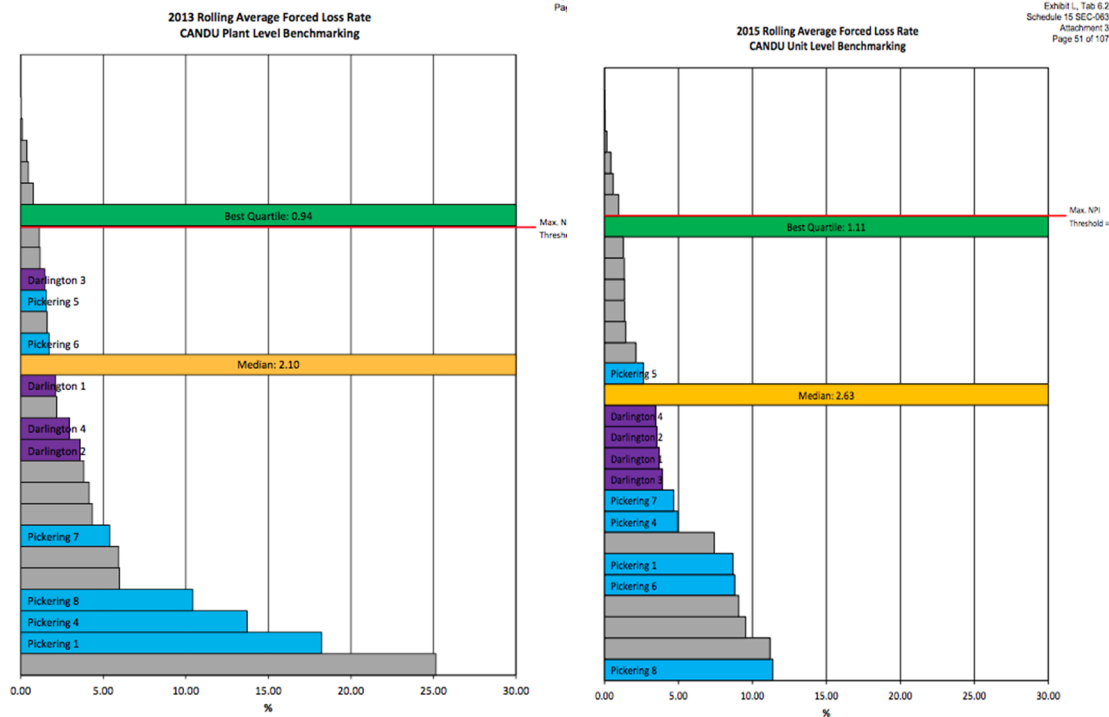 2013 Rolling Average Forced Loss Rate
CANDU Plant Level Benchmarking
Best Quartile: 0.94
Max. N
Darlington 3
Pickering 5
Pickering 6
Median: 2.10
Darlington 1
Darlington 4
Darlington 2
Pickering 7
Pickering 8
Pickering 4
Pickering 1
0.00 5.00 10.00 15.00 20.00 25.00 30.00
%
Exhibit L, Tab 6.2
Schedule 15 SEC-063
Attachment 3
Page 51 of 107
2015 Rolling Average Forced Loss Rate
CANDU Unit Level Benchmarking
Max. NPI
Threshold =
Best Quartile: 1.11
Pickering 5
Median: 2.63
Darlington 4
Darlington 2
Darlington 1
Darlington 3
Pickering 7
Pickering 4
Pickering 1
Pickering 6
Pickering 8
0.00 5.00 10.00 15.00 20.00 25.00 30.00
%